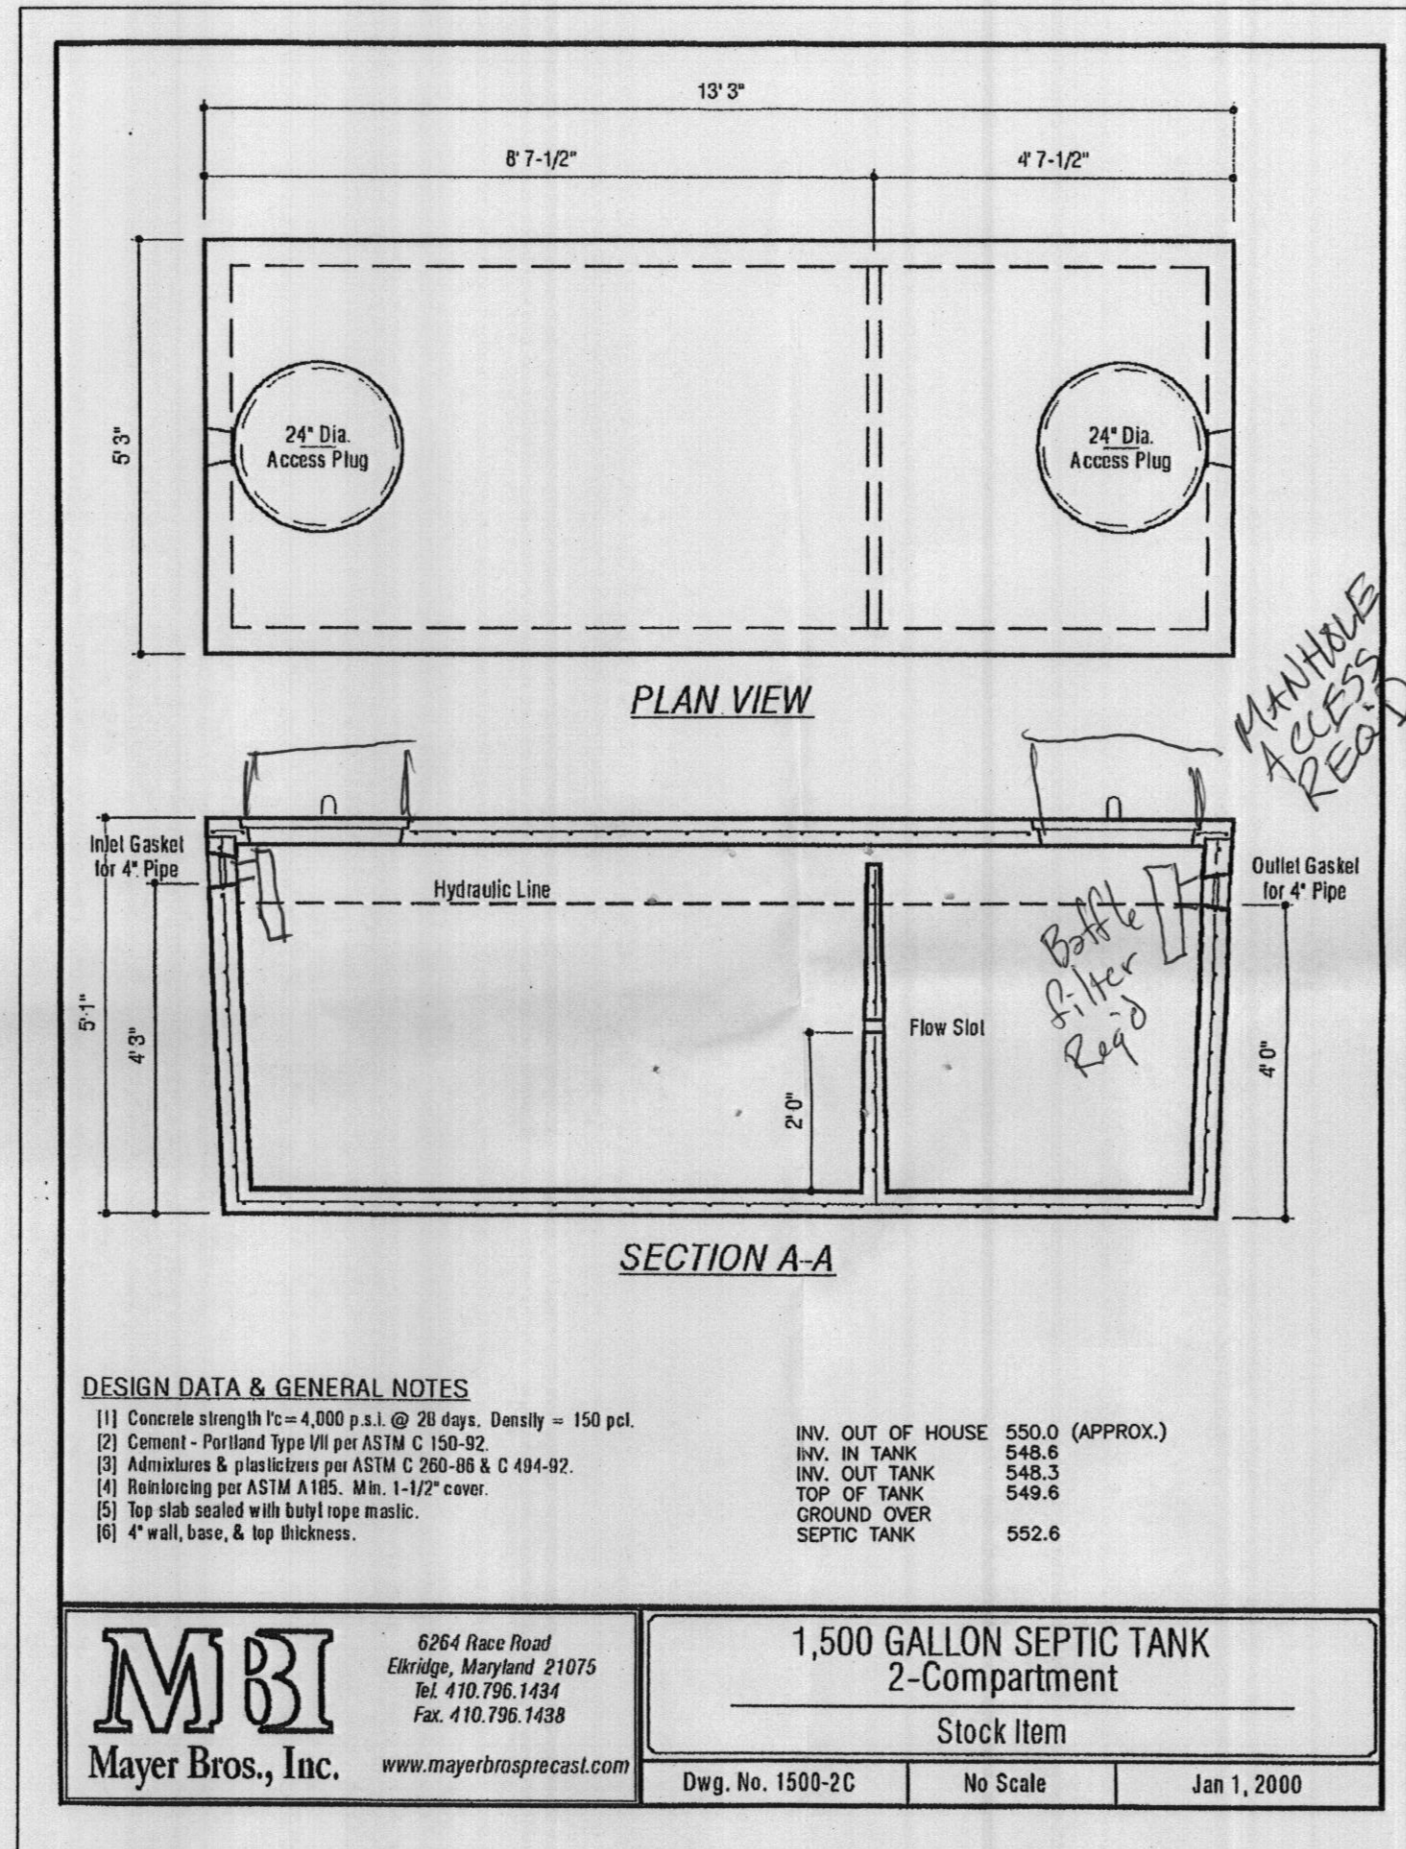 13' 3"
8' 7-1/2"
4' 7-1/2"
5' 3"
24" Dia.
Access Plug
24" Dia.
Access Plug
PLAN VIEW
MANHOLE
ACCESS
REQ'D
Inlet Gasket
for 4" Pipe
Hydraulic Line
Outlet Gasket
for 4" Pipe
Baffle
filter
Req'd
5'-1"
4'3"
Flow Slot
2'0"
4'0"
SECTION A-A
DESIGN DATA & GENERAL NOTES
[1] Concrete strength f'c=4,000 p.s.i. @ 28 days. Density = 150 pcf.
[2] Cement - Portland Type I/II per ASTM C 150-92.
[3] Admixtures & plasticizers per ASTM C 260-86 & C 494-92.
[4] Reinforcing per ASTM A185. Min. 1-1/2" cover.
[5] Top slab sealed with butyl rope mastic.
[6] 4" wall, base, & top thickness.
INV. OUT OF HOUSE 550.0 (APPROX.)
INV. IN TANK 548.6
INV. OUT TANK 548.3
TOP OF TANK 549.6
GROUND OVER
SEPTIC TANK 552.6
MBI
Mayer Bros., Inc.
6264 Race Road
Elkridge, Maryland 21075
Tel. 410.796.1434
Fax. 410.796.1438
www.mayerbrosprecast.com
1,500 GALLON SEPTIC TANK
2-Compartment
Stock Item
Dwg. No. 1500-2C
No Scale
Jan 1, 2000